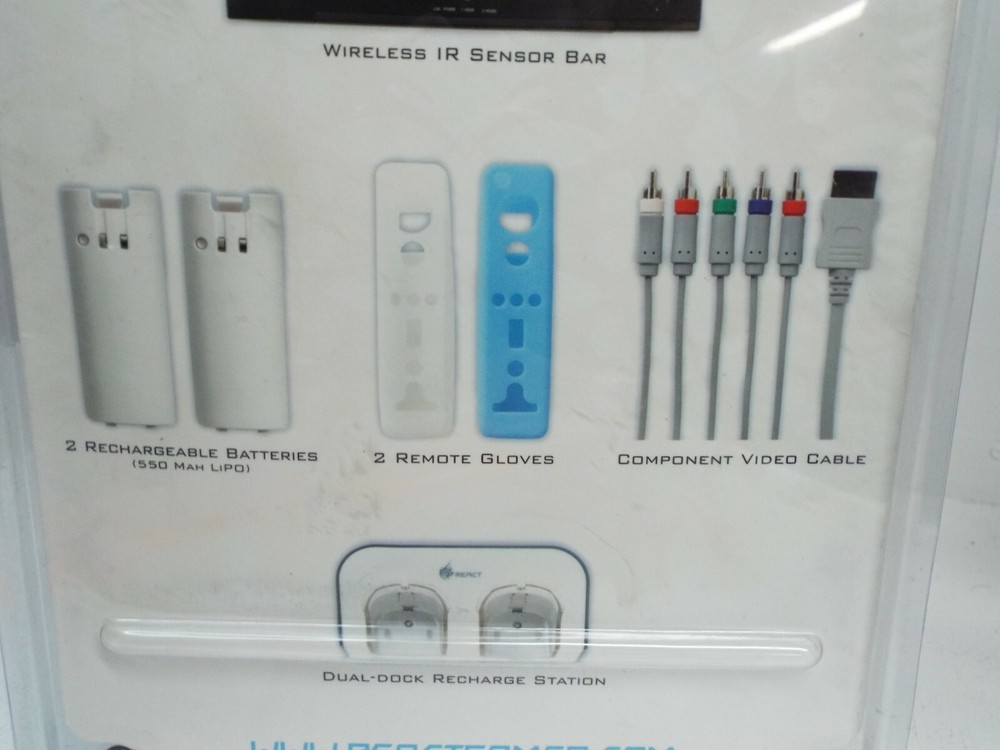 WIRELESS IR SENSOR BAR
2 RECHARGEABLE BATTERIES
(550 MAH LIPO)
2 REMOTE GLOVES
COMPONENT VIDEO CABLE
REACT
DUAL-DOCK RECHARGE STATION